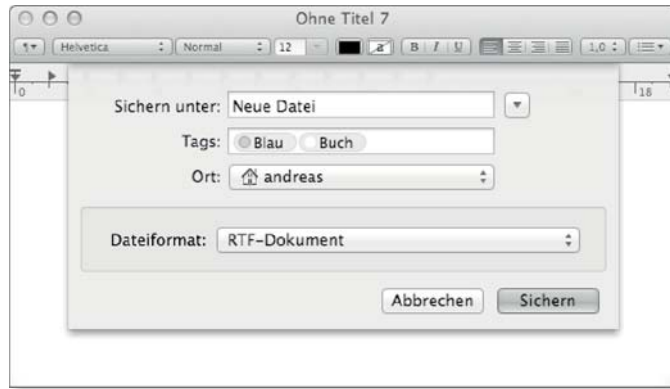 Ohne Titel 7
¶ Helvetica Normal 12 a B I U 1,0
0 18
Sichern unter: Neue Datei
Tags: Blau Buch
Ort: andreas
Dateiformat: RTF-Dokument
Abbrechen Sichern